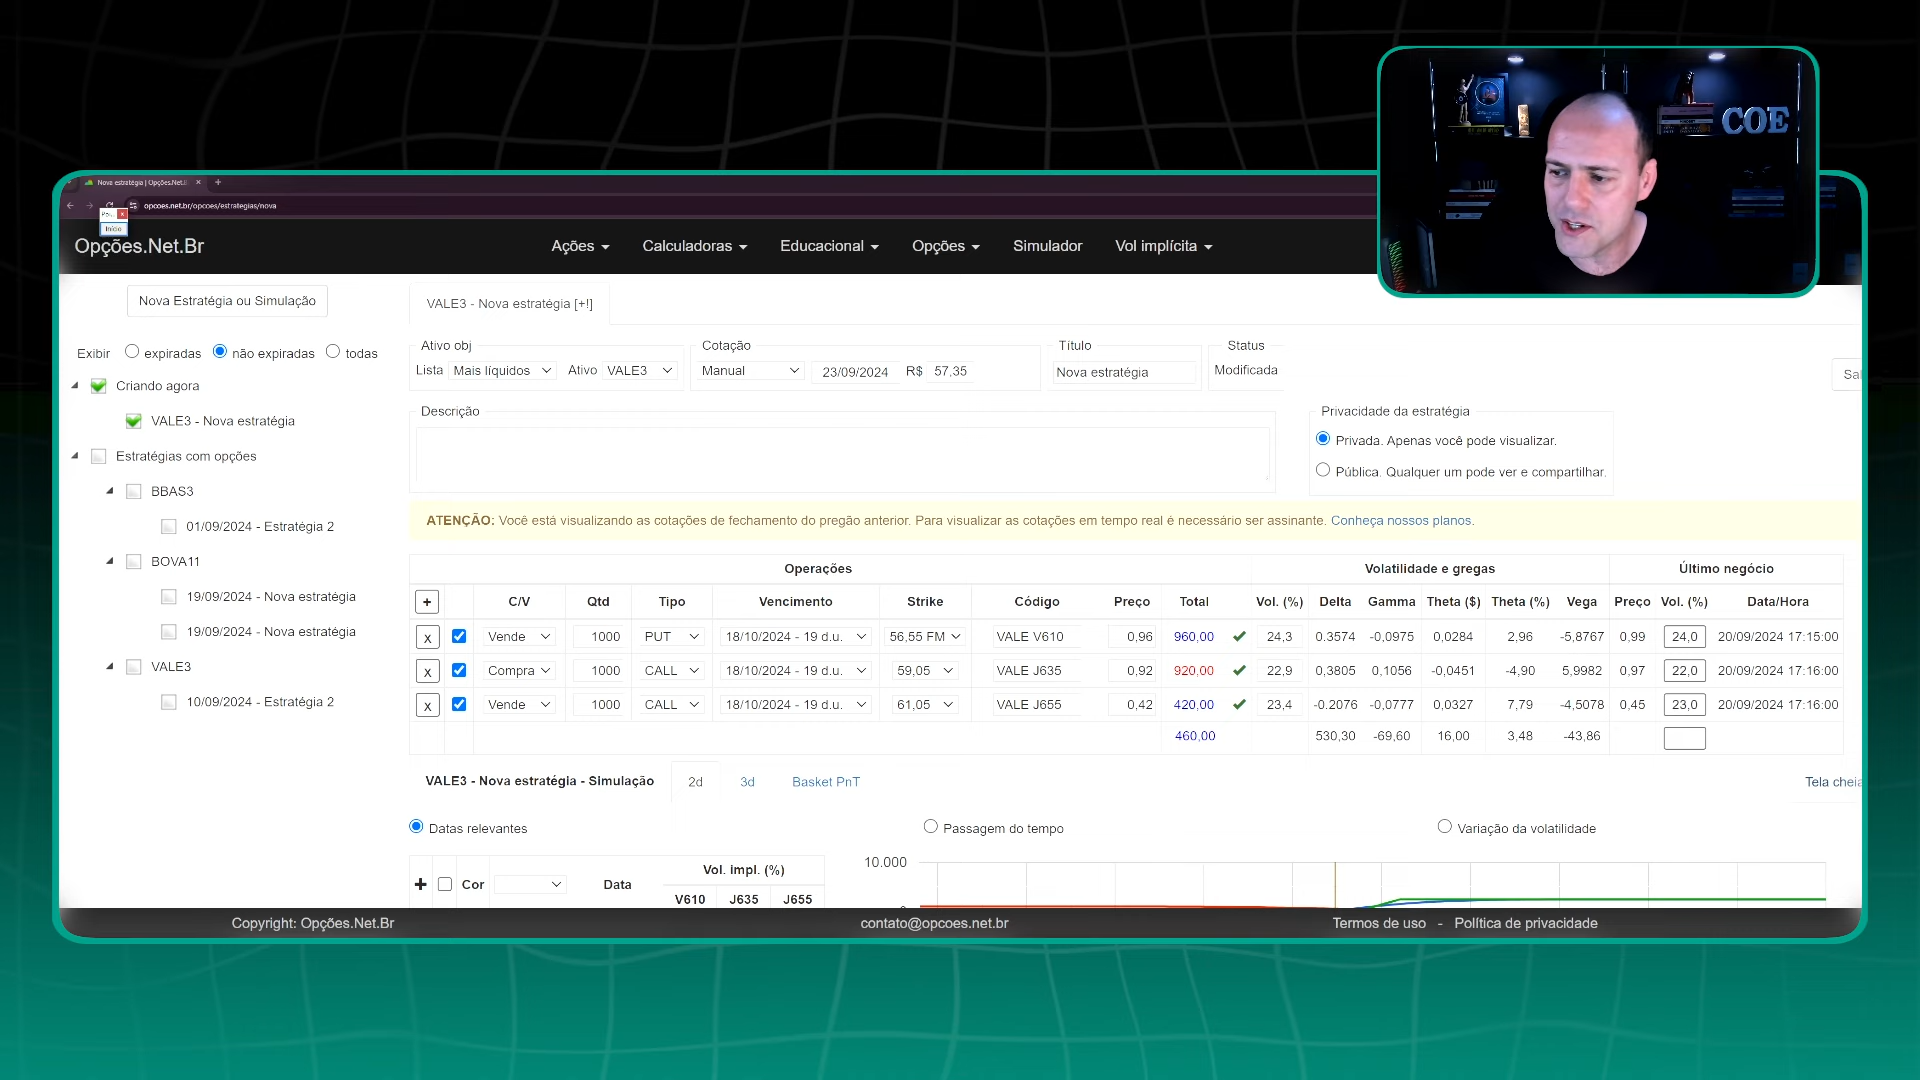 COE
Nova estratégia | Opções.Net.B
opcoes.net.br/opcoes/estrategias/nova
Início
Opções.Net.Br
Ações
Calculadoras
Educacional
Opções
Simulador
Vol implícita
Nova Estratégia ou Simulação
Exibir expiradas não expiradas todas
Criando agora
VALE3 - Nova estratégia
Estratégias com opções
BBAS3
01/09/2024 - Estratégia 2
BOVA11
19/09/2024 - Nova estratégia
19/09/2024 - Nova estratégia
VALE3
10/09/2024 - Estratégia 2
VALE3 - Nova estratégia [+!]
Ativo obj Cotação Título Status
Lista Mais líquidos Ativo VALE3 Manual 23/09/2024 R$ 57,35 Nova estratégia Modificada
Sal
Descrição
Privacidade da estratégia
Privada. Apenas você pode visualizar.
Pública. Qualquer um pode ver e compartilhar.
ATENÇÃO: Você está visualizando as cotações de fechamento do pregão anterior. Para visualizar as cotações em tempo real é necessário ser assinante. Conheça nossos planos.
Operações Volatilidade e gregas Último negócio
+ C/V Qtd Tipo Vencimento Strike Código Preço Total Vol. (%) Delta Gamma Theta ($) Theta (%) Vega Preço Vol. (%) Data/Hora
x Vende 1000 PUT 18/10/2024 - 19 d.u. 56,55 FM VALE V610 0,96 960,00 24,3 0.3574 -0,0975 0,0284 2,96 -5,8767 0,99 24,0 20/09/2024 17:15:00
x Compra 1000 CALL 18/10/2024 - 19 d.u. 59,05 VALE J635 0,92 920,00 22,9 0,3805 0,1056 -0,0451 -4,90 5,9982 0,97 22,0 20/09/2024 17:16:00
x Vende 1000 CALL 18/10/2024 - 19 d.u. 61,05 VALE J655 0,42 420,00 23,4 -0.2076 -0,0777 0,0327 7,79 -4,5078 0,45 23,0 20/09/2024 17:16:00
460,00 530,30 -69,60 16,00 3,48 -43,86
VALE3 - Nova estratégia - Simulação 2d 3d Basket PnT Tela cheia
Datas relevantes Passagem do tempo Variação da volatilidade
+ Cor Data Vol. impl. (%)
V610 J635 J655
10.000
Copyright: Opções.Net.Br contato@opcoes.net.br Termos de uso - Política de privacidade